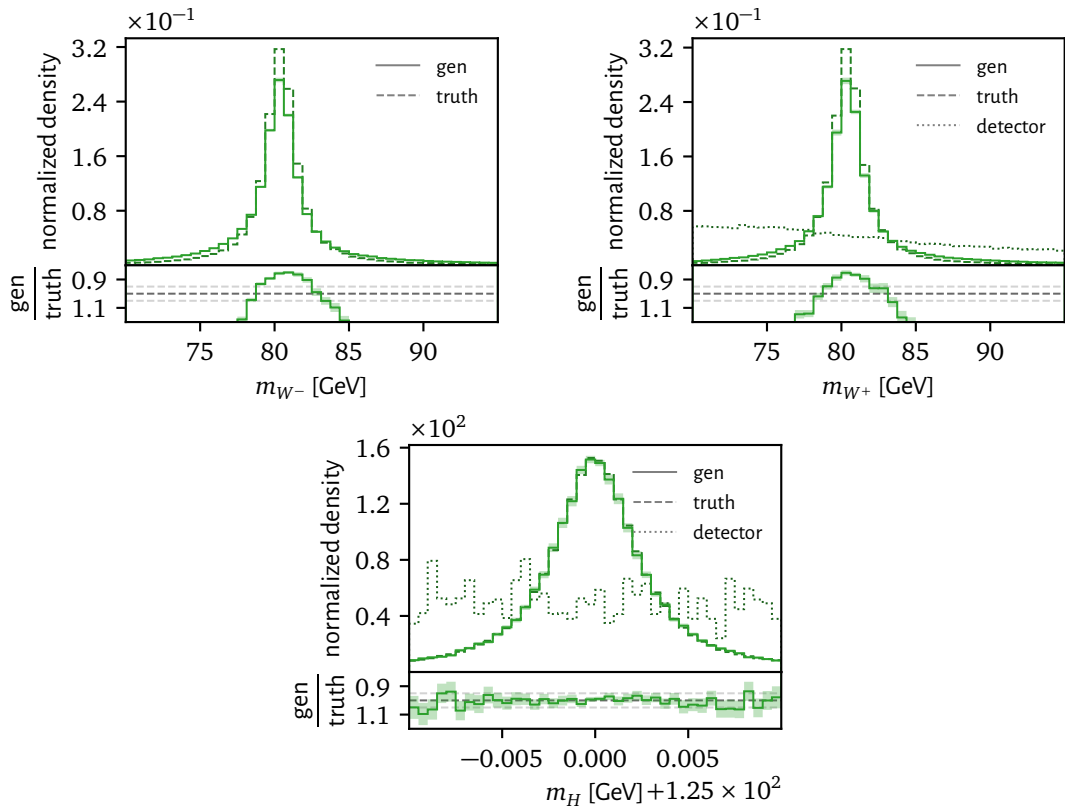 ×10⁻¹
normalized density
3.2
2.4
1.6
0.8
gen
truth
gen
truth
0.9
1.1
75 80 85 90
m_{W⁻} [GeV]
×10⁻¹
normalized density
3.2
2.4
1.6
0.8
gen
truth
detector
gen
truth
0.9
1.1
75 80 85 90
m_{W⁺} [GeV]
×10²
normalized density
1.6
1.2
0.8
0.4
gen
truth
detector
gen
truth
0.9
1.1
−0.005 0.000 0.005
m_H [GeV] +1.25 × 10²